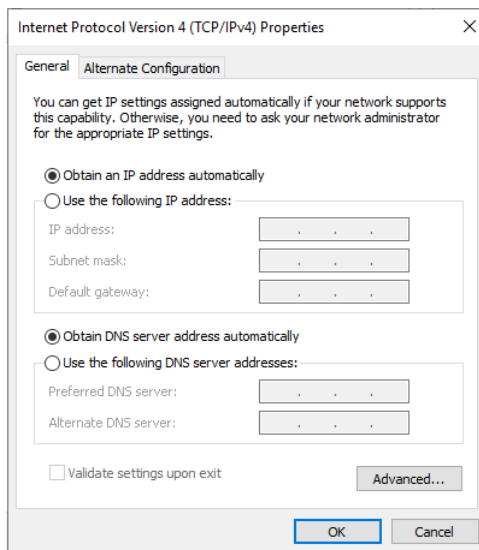 Internet Protocol Version 4 (TCP/IPv4) Properties
General
Alternate Configuration
You can get IP settings assigned automatically if your network supports
this capability. Otherwise, you need to ask your network administrator
for the appropriate IP settings.
Obtain an IP address automatically
Use the following IP address:
IP address:
Subnet mask:
Default gateway:
Obtain DNS server address automatically
Use the following DNS server addresses:
Preferred DNS server:
Alternate DNS server:
Validate settings upon exit
Advanced...
OK
Cancel